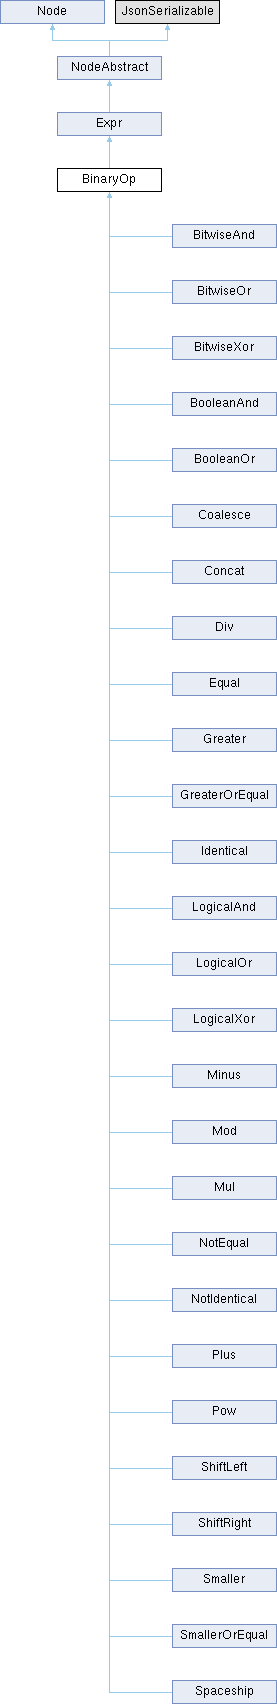 Node
JsonSerializable
NodeAbstract
Expr
BinaryOp
BitwiseAnd
BitwiseOr
BitwiseXor
BooleanAnd
BooleanOr
Coalesce
Concat
Div
Equal
Greater
GreaterOrEqual
Identical
LogicalAnd
LogicalOr
LogicalXor
Minus
Mod
Mul
NotEqual
NotIdentical
Plus
Pow
ShiftLeft
ShiftRight
Smaller
SmallerOrEqual
Spaceship